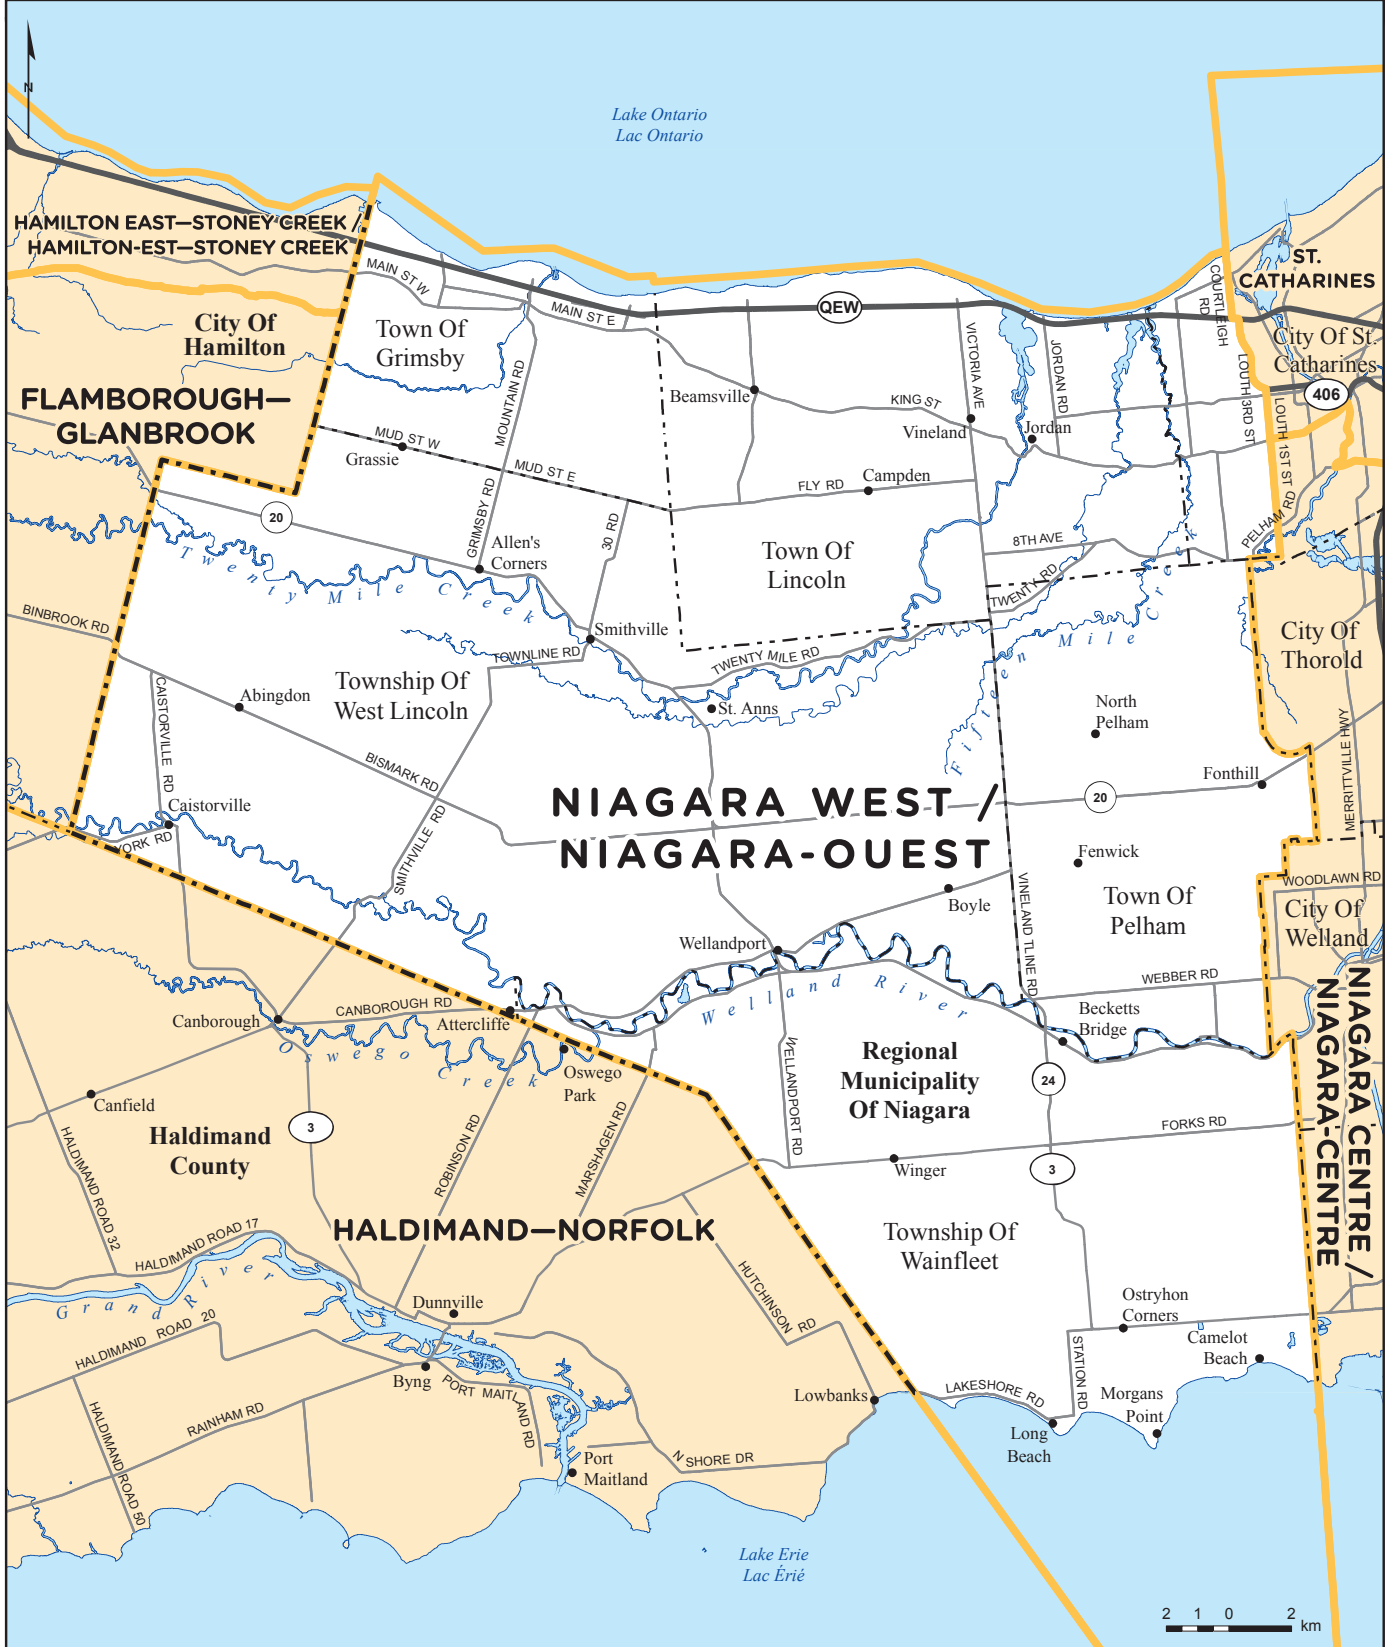 N
Lake Ontario
Lac Ontario
HAMILTON EAST—STONEY CREEK /
HAMILTON-EST—STONEY CREEK
MAIN ST W
MAIN ST E
QEW
ST.
CATHARINES
COURTLEIGH
RD
City Of
Hamilton
Town Of
Grimsby
City Of St.
Catharines
FLAMBOROUGH—
GLANBROOK
MOUNTAIN RD
Beamsville
KING ST
VICTORIA AVE
JORDAN RD
LOUTH 3RD ST
406
LOUTH 1ST ST
Vineland
Jordan
MUD ST W
Grassie
MUD ST E
FLY RD
Campden
20
GRIMSBY RD
30 RD
Allen's
Corners
Town Of
Lincoln
8TH AVE
PELHAM RD
TWENTY RD
Twenty Mile Creek
BINBROOK RD
Smithville
TOWNLINE RD
TWENTY MILE RD
Fifteen Mile Creek
City Of
Thorold
Township Of
West Lincoln
Abingdon
St. Anns
North
Pelham
CAISTORVILLE RD
BISMARK RD
MERRITTVILLE HWY
Fonthill
20
Caistorville
YORK RD
SMITHVILLE RD
NIAGARA WEST /
NIAGARA-OUEST
Fenwick
WOODLAWN RD
Boyle
VINELAND TLINE RD
Town Of
Pelham
City Of
Welland
Wellandport
WEBBER RD
Welland River
CANBOROUGH RD
Canborough
Attercliffe
Becketts
Bridge
Oswego Creek
Oswego
Park
WELLANDPORT RD
Regional
Municipality
Of Niagara
24
NIAGARA CENTRE /
NIAGARA-CENTRE
Canfield
Haldimand
County
3
FORKS RD
HALDIMAND ROAD 32
ROBINSON RD
MARSHAGEN RD
Winger
3
HALDIMAND ROAD 17
HALDIMAND—NORFOLK
Township Of
Wainfleet
Grand River
HUTCHINSON RD
Dunnville
HALDIMAND ROAD 20
Ostryhon
Corners
Camelot
Beach
STATION RD
Byng
PORT MAITLAND RD
Lowbanks
LAKESHORE RD
Morgans
Point
HALDIMAND ROAD 50
RAINHAM RD
Long
Beach
N SHORE DR
Port
Maitland
Lake Erie
Lac Érié
2 1 0 2
km